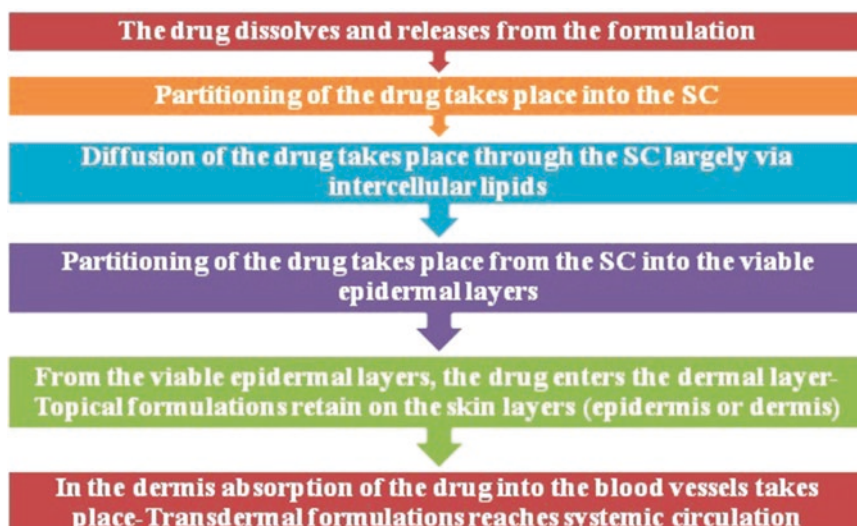 The drug dissolves and releases from the formulation
Partitioning of the drug takes place into the SC
Diffusion of the drug takes place through the SC largely via
intercellular lipids
Partitioning of the drug takes place from the SC into the viable
epidermal layers
From the viable epidermal layers, the drug enters the dermal layer-
Topical formulations retain on the skin layers (epidermis or dermis)
In the dermis absorption of the drug into the blood vessels takes
place-Transdermal formulations reaches systemic circulation